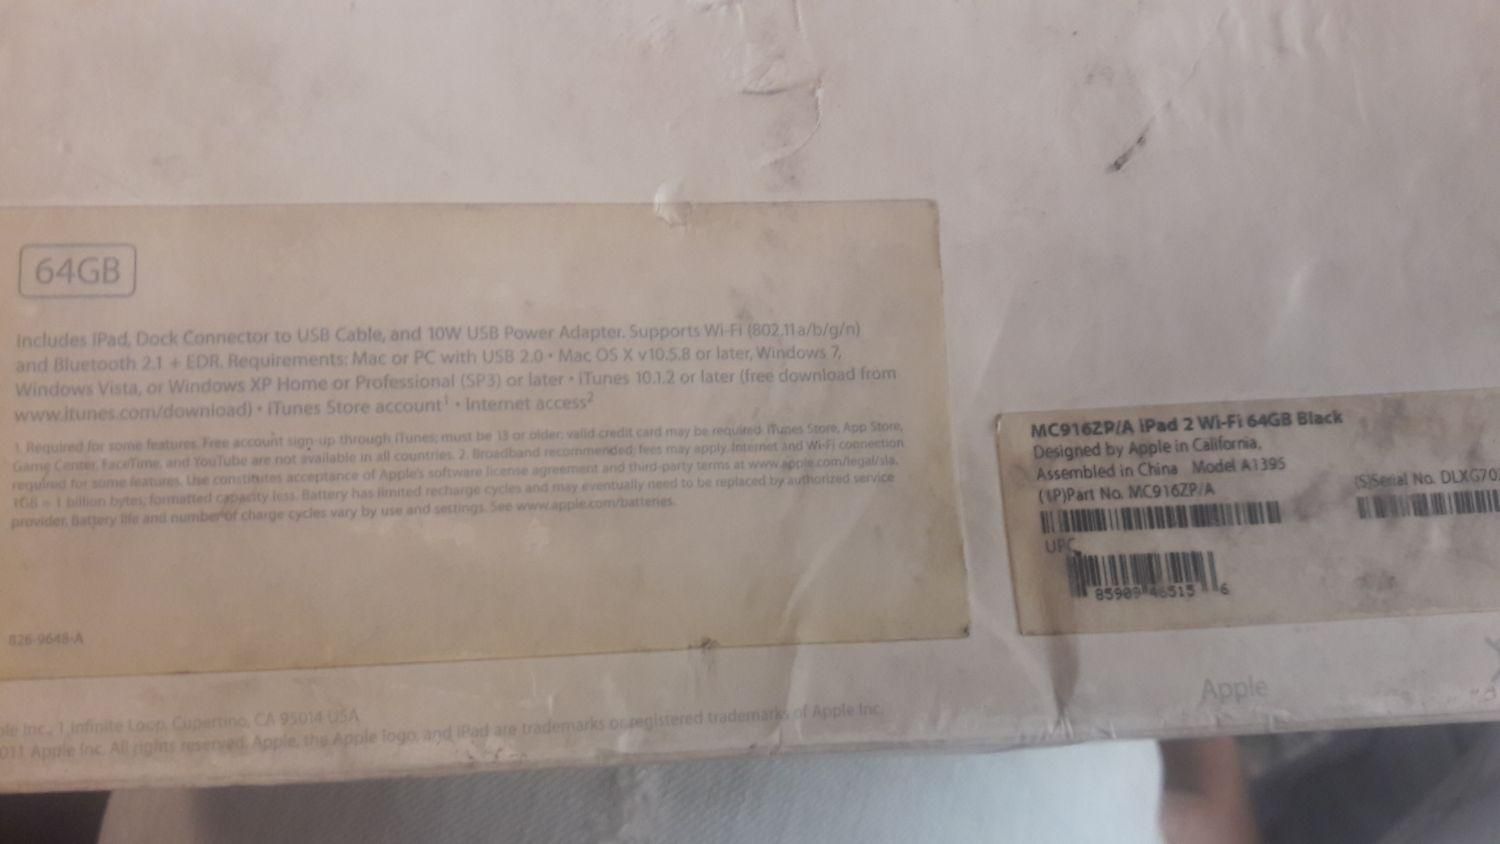 64GB
Includes iPad, Dock Connector to USB Cable, and 10W USB Power Adapter. Supports Wi-Fi (802.11a/b/g/n)
and Bluetooth 2.1 + EDR. Requirements: Mac or PC with USB 2.0 • Mac OS X v10.5.8 or later, Windows 7,
Windows Vista, or Windows XP Home or Professional (SP3) or later • iTunes 10.1.2 or later (free download from
www.itunes.com/download) • iTunes Store account¹ • Internet access²
1. Required for some features. Free account sign-up through iTunes; must be 13 or older; valid credit card may be required. iTunes Store, App Store,
Game Center, FaceTime, and YouTube are not available in all countries. 2. Broadband recommended; fees may apply. Internet and Wi-Fi connection
required for some features. Use constitutes acceptance of Apple's software license agreement and third-party terms at www.apple.com/legal/sla.
1GB = 1 billion bytes; formatted capacity less. Battery has limited recharge cycles and may eventually need to be replaced by authorized service
provider. Battery life and number of charge cycles vary by use and settings. See www.apple.com/batteries.
826-9648-A
ple Inc., 1 Infinite Loop, Cupertino, CA 95014 USA
011 Apple Inc. All rights reserved. Apple, the Apple logo, and iPad are trademarks or registered trademarks of Apple Inc.
MC916ZP/A iPad 2 Wi-Fi 64GB Black
Designed by Apple in California,
Assembled in China Model A1395
(1P)Part No. MC916ZP/A
(S)Serial No. DLXG70
UPC
85909 46515 6
Apple